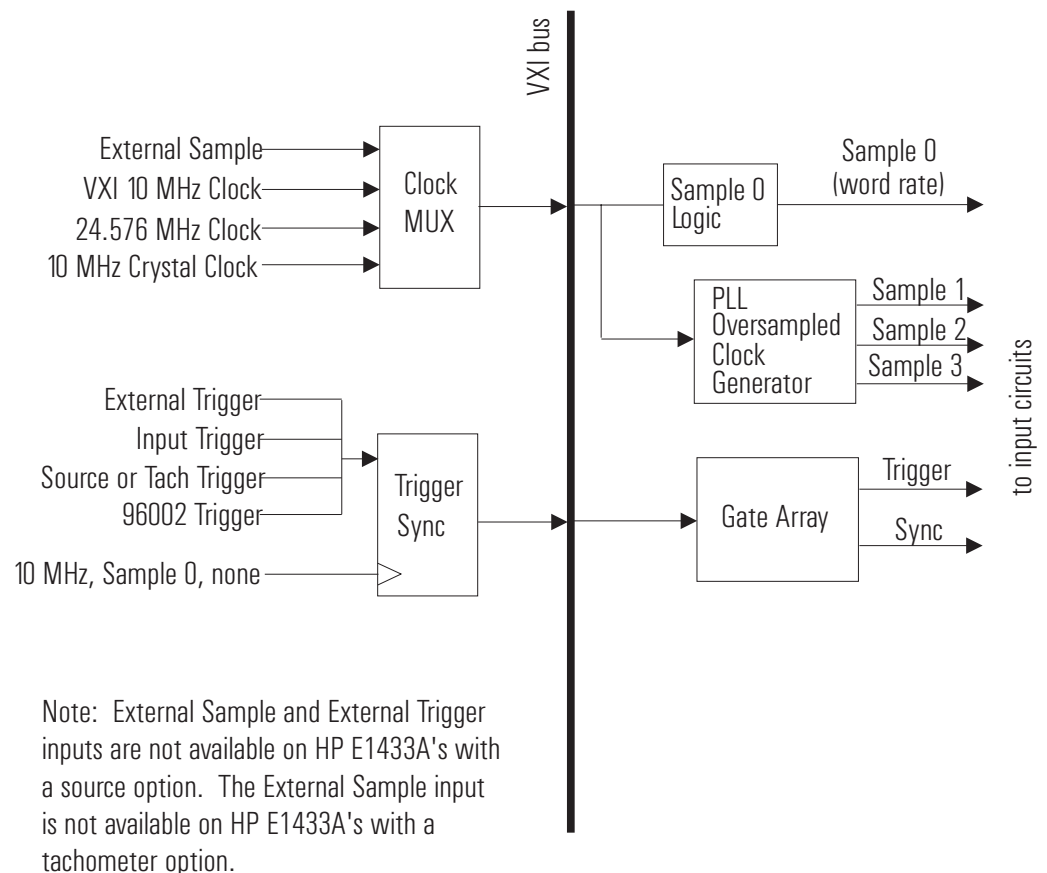 VXI bus
External Sample
VXI 10 MHz Clock
24.576 MHz Clock
10 MHz Crystal Clock
Clock
MUX
Sample 0
Logic
Sample 0
(word rate)
PLL
Oversampled
Clock
Generator
Sample 1
Sample 2
Sample 3
to input circuits
External Trigger
Input Trigger
Source or Tach Trigger
96002 Trigger
10 MHz, Sample 0, none
Trigger
Sync
Gate Array
Trigger
Sync
Note: External Sample and External Trigger
inputs are not available on HP E1433A's with
a source option. The External Sample input
is not available on HP E1433A's with a
tachometer option.